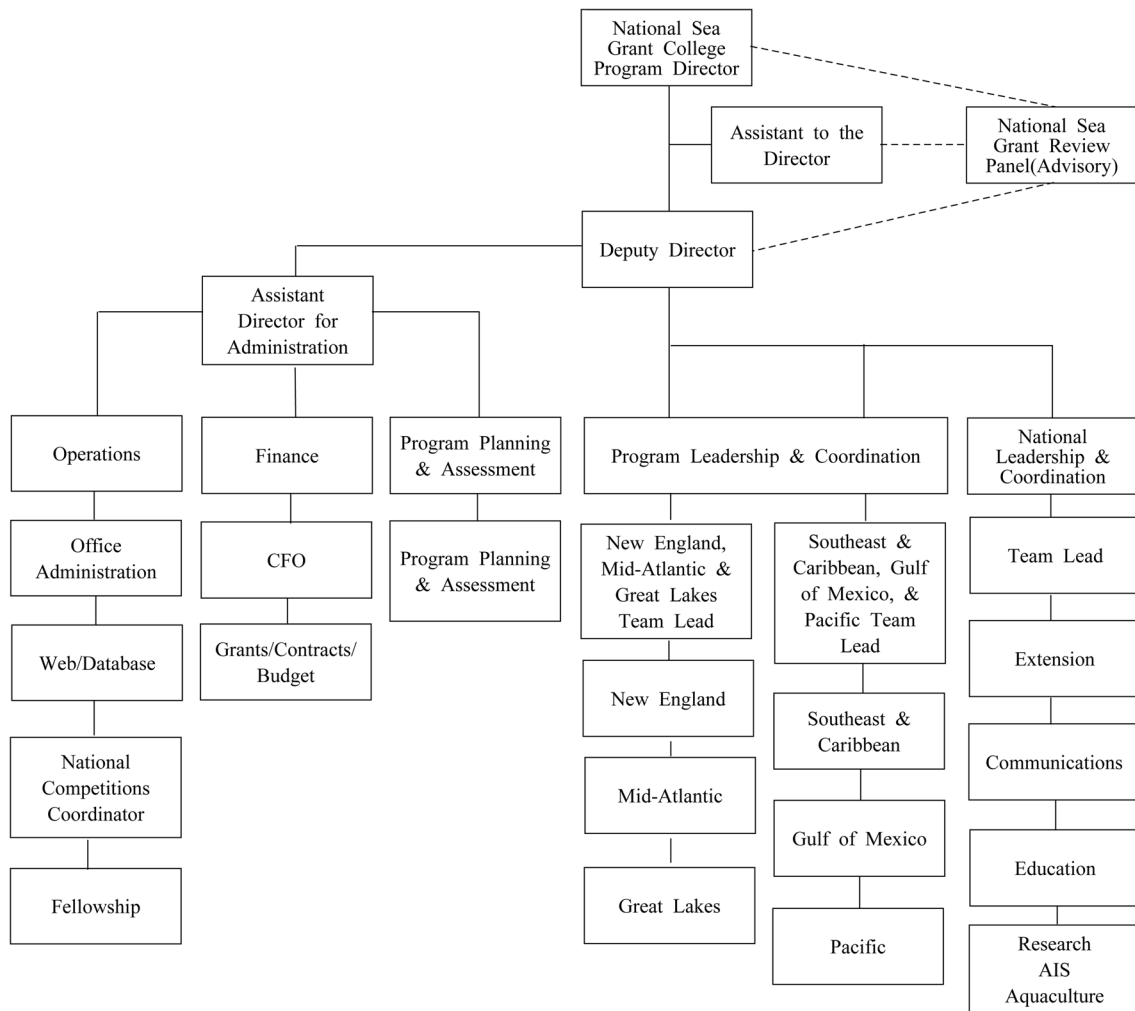 National Sea
Grant College
Program Director
Assistant to the
Director
National Sea
Grant Review
Panel(Advisory)
Deputy Director
Assistant
Director for
Administration
Operations
Finance
Program Planning
& Assessment
Program Leadership & Coordination
National
Leadership &
Coordination
Office
Administration
CFO
Program Planning
& Assessment
New England,
Mid-Atlantic &
Great Lakes
Team Lead
Southeast &
Caribbean, Gulf
of Mexico, &
Pacific Team
Lead
Team Lead
Web/Database
Grants/Contracts/
Budget
New England
Southeast &
Caribbean
Extension
National
Competitions
Coordinator
Mid-Atlantic
Gulf of Mexico
Communications
Fellowship
Great Lakes
Pacific
Education
Research
AIS
Aquaculture